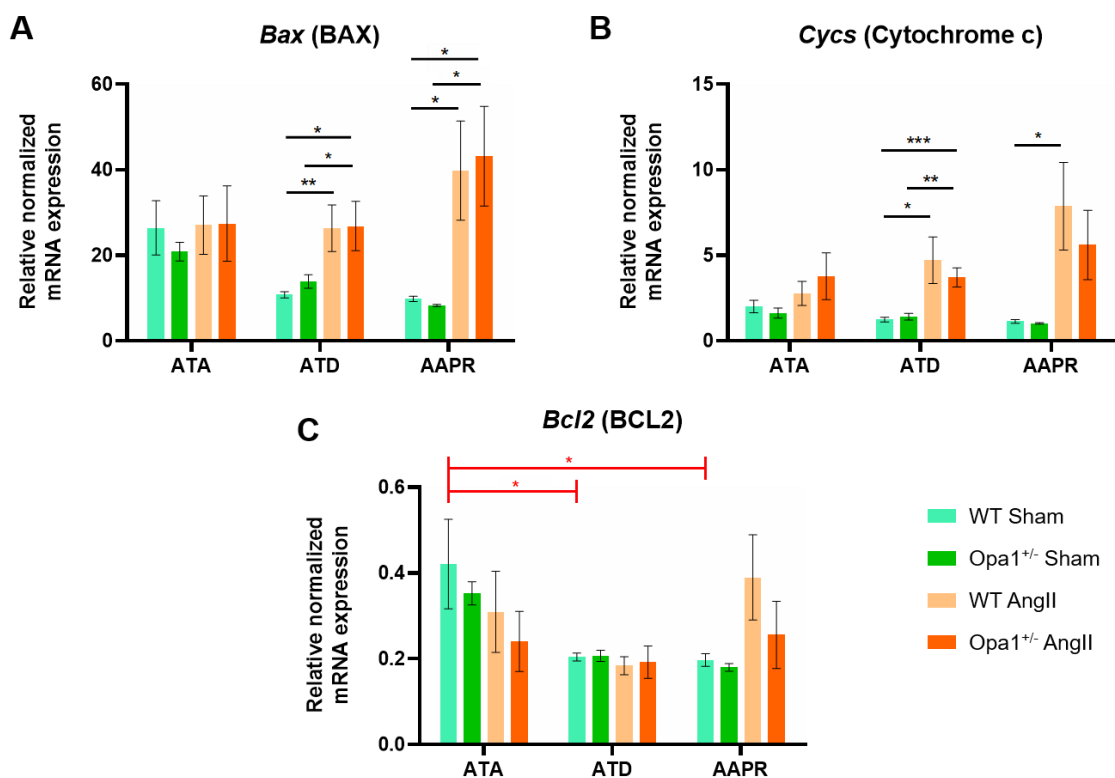 A
Bax (BAX)
Relative normalized
mRNA expression
60
40
20
0
*
*
**
*
*
*
ATA
ATD
AAPR
B
Cycs (Cytochrome c)
Relative normalized
mRNA expression
15
10
5
0
***
**
*
*
ATA
ATD
AAPR
C
Bcl2 (BCL2)
Relative normalized
mRNA expression
0.6
0.4
0.2
0.0
*
*
ATA
ATD
AAPR
WT Sham
Opa1+/- Sham
WT AngII
Opa1+/- AngII